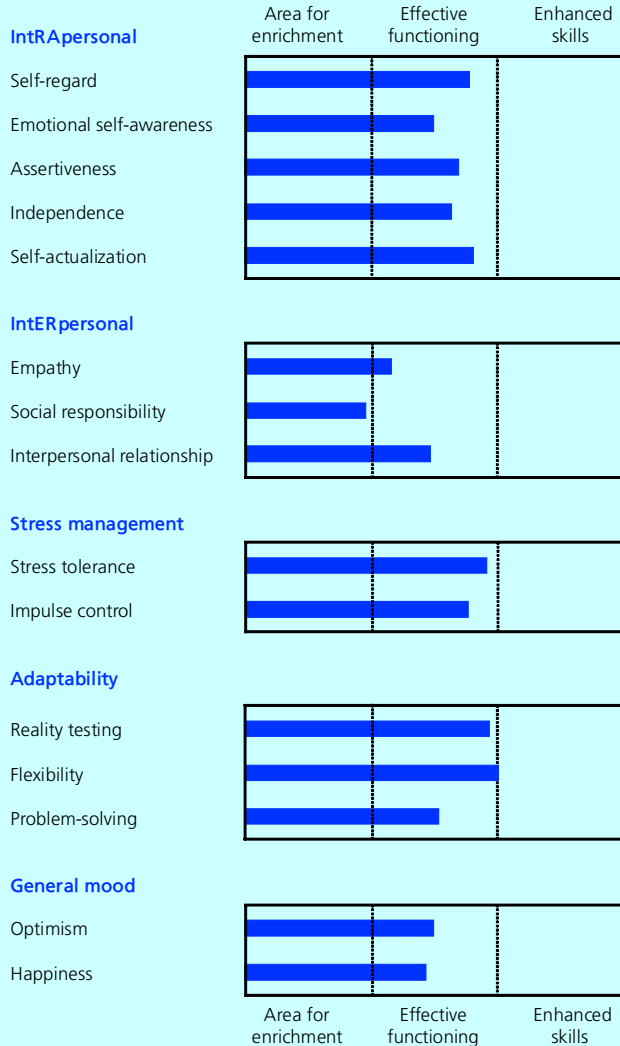 Area for Effective Enhanced
IntRApersonal enrichment functioning skills
Self-regard
Emotional self-awareness
Assertiveness
Independence
Self-actualization
IntERpersonal
Empathy
Social responsibility
Interpersonal relationship
Stress management
Stress tolerance
Impulse control
Adaptability
Reality testing
Flexibility
Problem-solving
General mood
Optimism
Happiness
Area for Effective Enhanced
enrichment functioning skills